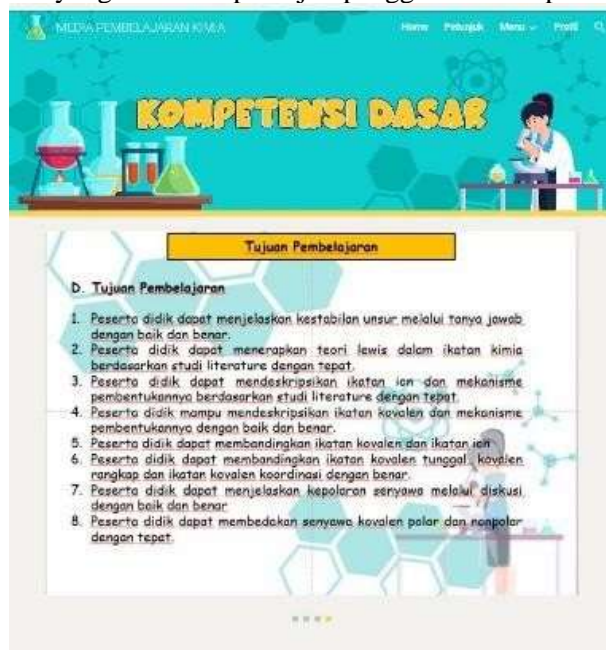 MEDIA PEMBELAJARAN KIMIA
Home Petunjuk Menu Profil
KOMPETENSI DASAR
Tujuan Pembelajaran
D. Tujuan Pembelajaran
1. Peserta didik dapat menjelaskan kestabilan unsur melalui tanya jawab
dengan baik dan benar.
2. Peserta didik dapat menerapkan teori lewis dalam ikatan kimia
berdasarkan studi literature dengan tepat.
3. Peserta didik dapat mendeskripsikan ikatan ion dan mekanisme
pembentukannya berdasarkan studi literature dengan tepat.
4. Peserta didik mampu mendeskripsikan ikatan kovalen dan mekanisme
pembentukannya dengan baik dan benar.
5. Peserta didik dapat membandingkan ikatan kovalen dan ikatan ion
6. Peserta didik dapat membandingkan ikatan kovalen tunggal, kovalen
rangkap dan ikatan kovalen koordinasi dengan benar.
7. Peserta didik dapat menjelaskan kepolaran senyawa melalui diskusi
dengan baik dan benar
8. Peserta didik dapat membedakan senyawa kovalen polar dan nonpolar
dengan tepat.